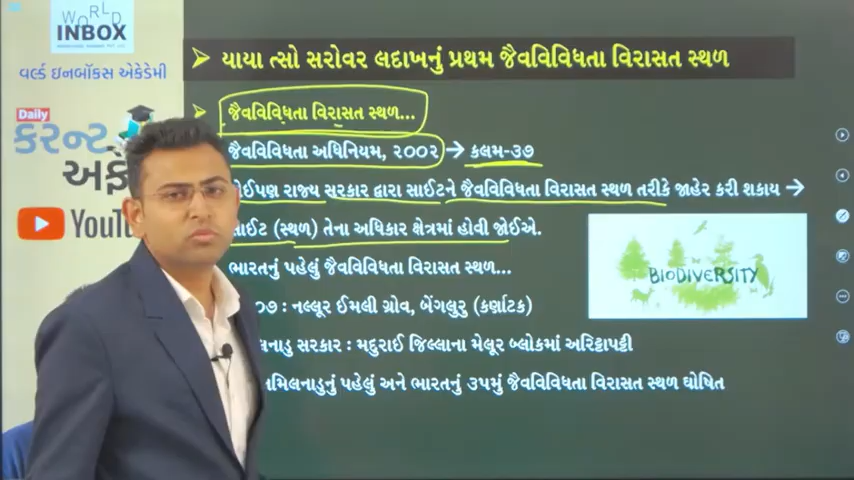 WORLD
INBOX
વર્લ્ડ ઇનબૉક્સ એકેડેમી
યાયા ત્સો સરોવર લદાખનું પ્રથમ જૈવવિવિધતા વિરાસત સ્થળ
Daily
કરન્ટ
YouT
જૈવવિવિધતા વિરાસત સ્થળ...
જૈવવિવિધતા અધિનિયમ, ૨૦૦૨ → કલમ-૩૭
રાજ્ય સરકાર દ્વારા સાઈટને જૈવવિવિધતા વિરાસત સ્થળ તરીકે જાહેર કરી શકાય →
(સ્થળ) તેના અધિકાર ક્ષેત્રમાં હોવી જોઈએ.
BIODIVERSITY
ભારતનું પહેલું જૈવવિવિધતા વિરાસત સ્થળ...
૦૭ : નલ્લૂર ઈમલી ગ્રોવ, બેંગલુરુ (કર્ણાટક)
સરકાર : મદુરાઈ જિલ્લાના મેલૂર બ્લોકમાં અરિટ્ટાપટ્ટી
મિલનાડુનું પહેલું અને ભારતનું ૩૫મું જૈવવિવિધતા વિરાસત સ્થળ ઘોષિત